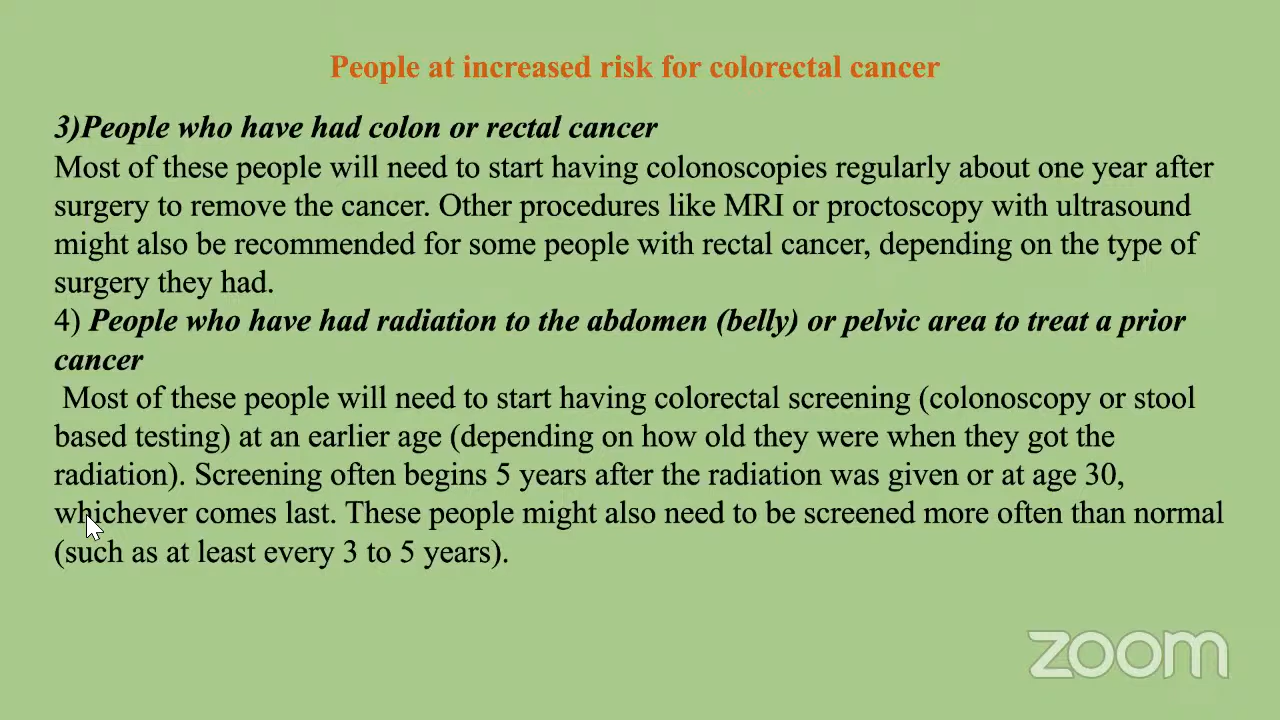 People at increased risk for colorectal cancer
3)People who have had colon or rectal cancer
Most of these people will need to start having colonoscopies regularly about one year after
surgery to remove the cancer. Other procedures like MRI or proctoscopy with ultrasound
might also be recommended for some people with rectal cancer, depending on the type of
surgery they had.
4) People who have had radiation to the abdomen (belly) or pelvic area to treat a prior
cancer
Most of these people will need to start having colorectal screening (colonoscopy or stool
based testing) at an earlier age (depending on how old they were when they got the
radiation). Screening often begins 5 years after the radiation was given or at age 30,
whichever comes last. These people might also need to be screened more often than normal
(such as at least every 3 to 5 years).
zoom